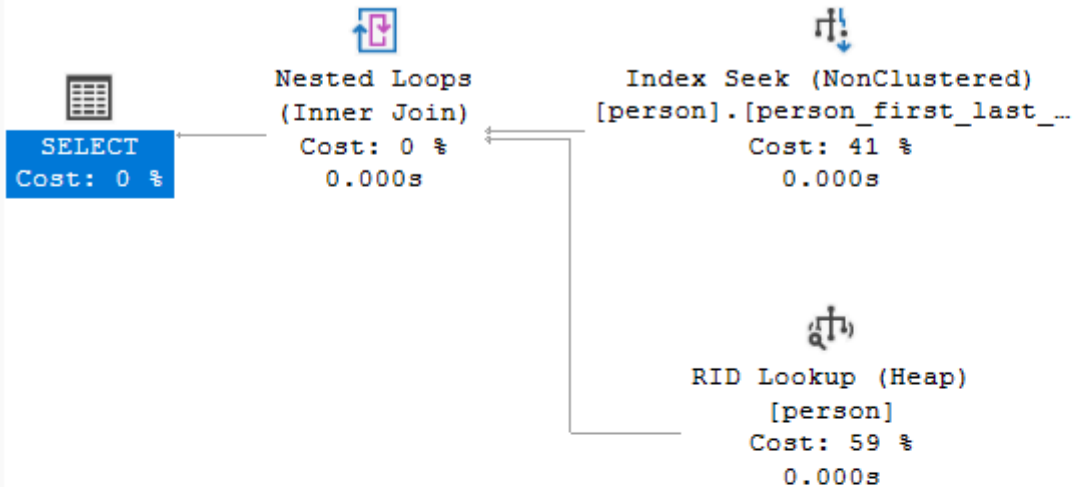 SELECT
Cost: 0 %
Nested Loops
(Inner Join)
Cost: 0 %
0.000s
Index Seek (NonClustered)
[person].[person_first_last_…
Cost: 41 %
0.000s
RID Lookup (Heap)
[person]
Cost: 59 %
0.000s